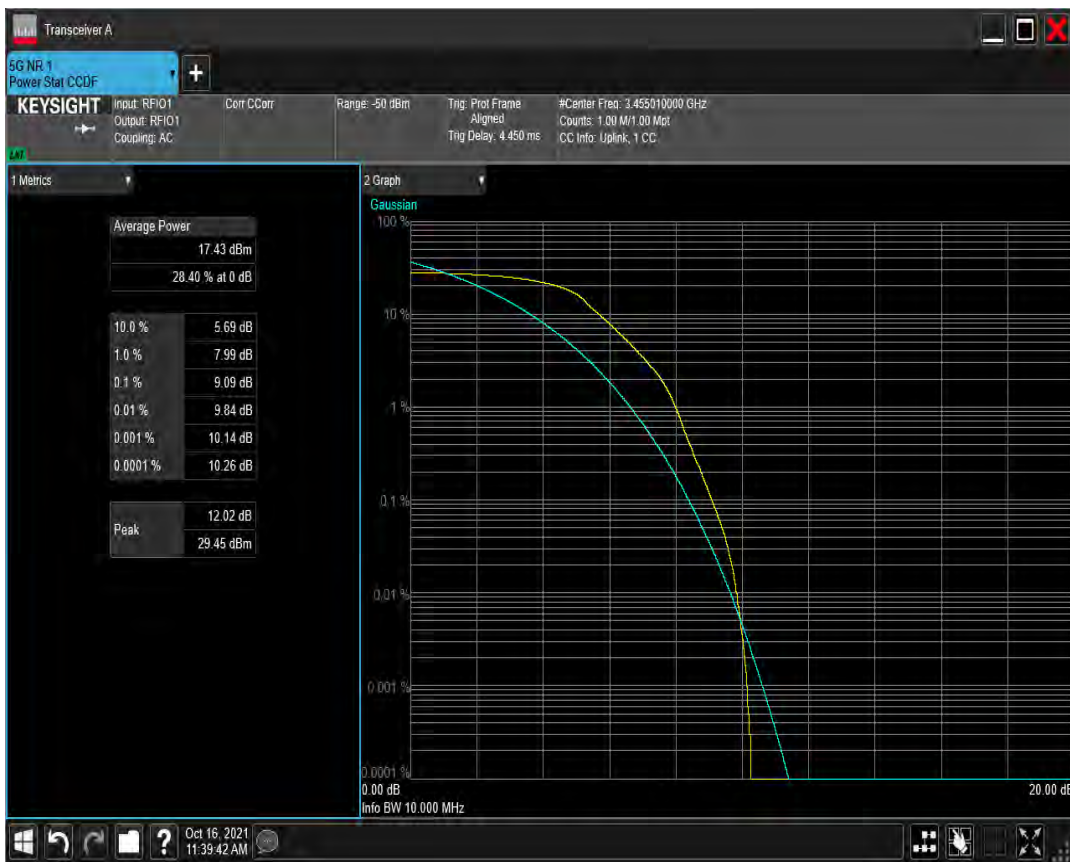 Transceiver A
5G NR 1
Power Stat CCDF
+
KEYSIGHT
Input: RFIO1
Output: RFIO1
Coupling: AC
Corr CCorr
Range: -50 dBm
Trig: Prot Frame
Aligned
Trig Delay: 4.450 ms
#Center Freq: 3.455010000 GHz
Counts: 1.00 M/1.00 Mpt
CC Info: Uplink, 1 CC
1 Metrics
Average Power
17.43 dBm
28.40 % at 0 dB
10.0 % 5.69 dB
1.0 % 7.99 dB
0.1 % 9.09 dB
0.01 % 9.84 dB
0.001 % 10.14 dB
0.0001 % 10.26 dB
Peak
12.02 dB
29.45 dBm
2 Graph
Gaussian
100 %
10 %
1 %
0.1 %
0.01 %
0.001 %
0.0001 %
0.00 dB
20.00 dB
Info BW 10.000 MHz
?
Oct 16, 2021
11:39:42 AM